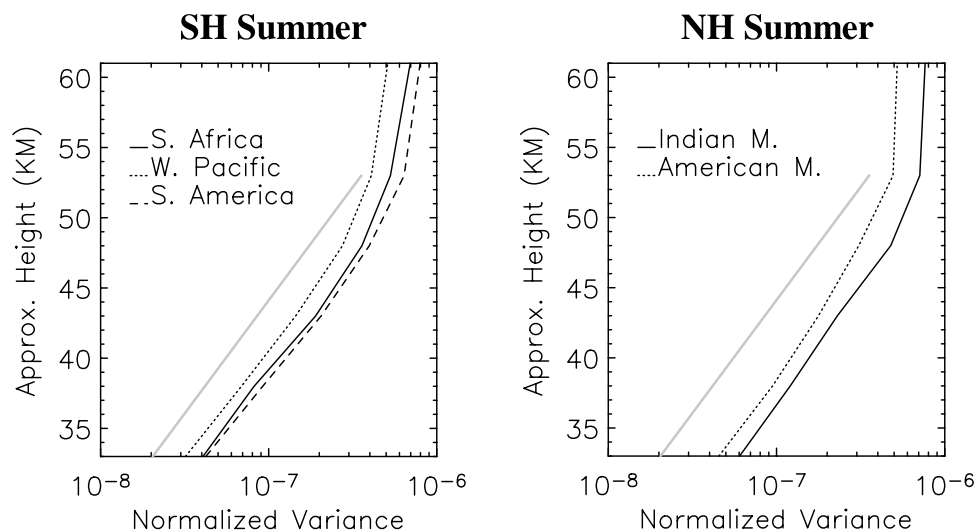 SH Summer
60
55
50
45
40
35
Approx. Height (KM)
S. Africa
W. Pacific
S. America
10⁻⁸
10⁻⁷
10⁻⁶
Normalized Variance
NH Summer
60
55
50
45
40
35
Approx. Height (KM)
Indian M.
American M.
10⁻⁸
10⁻⁷
10⁻⁶
Normalized Variance